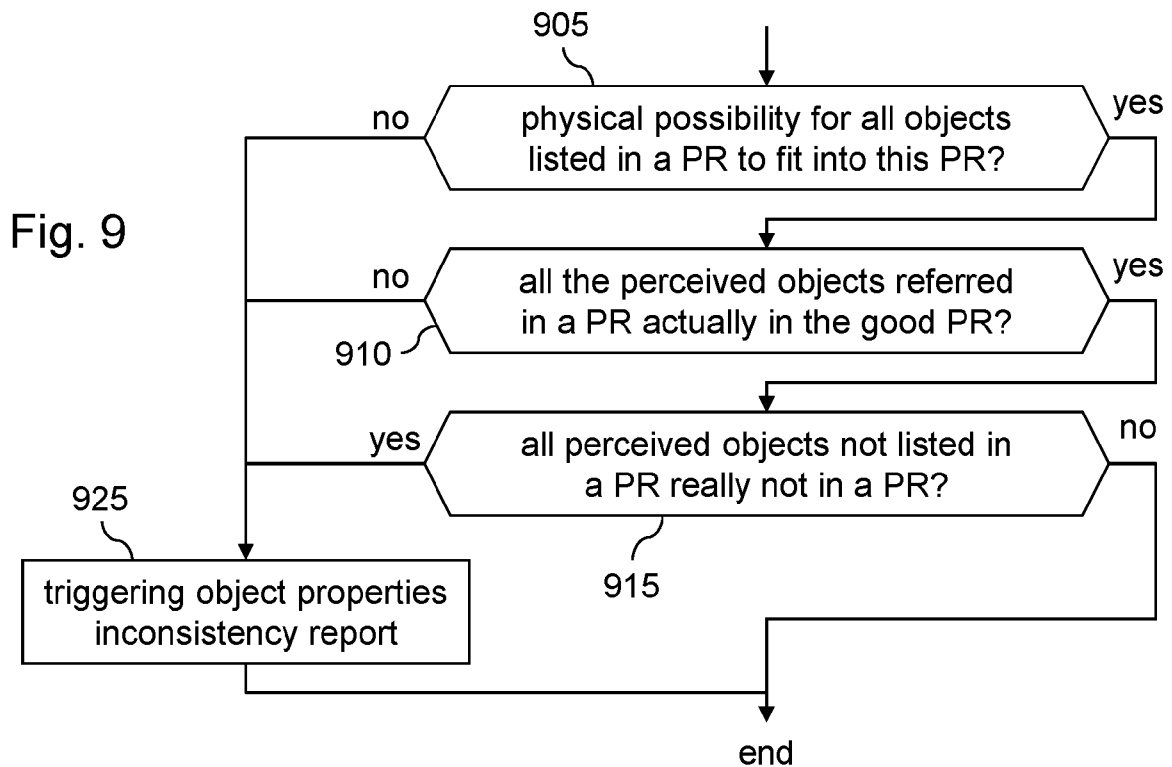 905
no
physical possibility for all objects
listed in a PR to fit into this PR?
yes
Fig. 9
no
all the perceived objects referred
in a PR actually in the good PR?
yes
910
yes
all perceived objects not listed in
a PR really not in a PR?
no
925
915
triggering object properties
inconsistency report
end